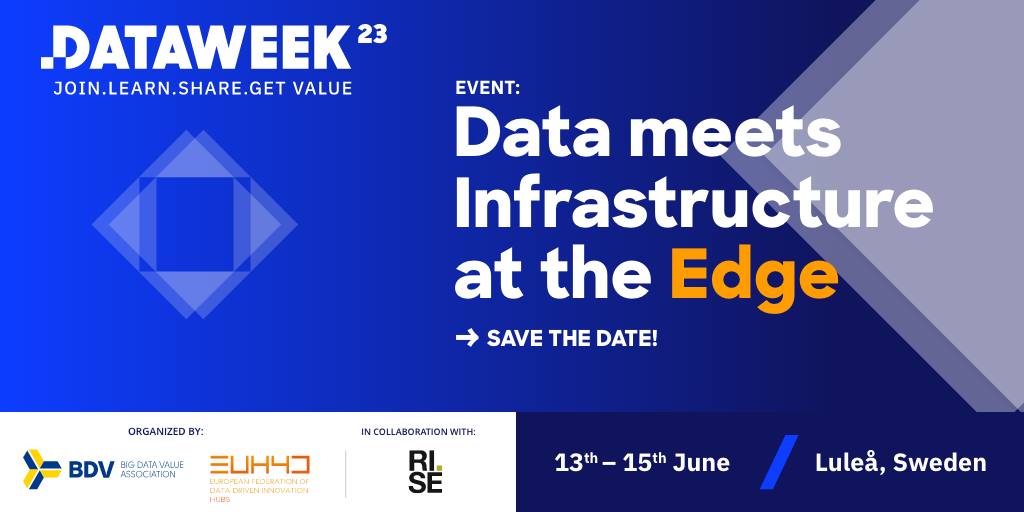 DATAWEEK 23
JOIN.LEARN.SHARE.GET VALUE
EVENT:
Data meets
Infrastructure
at the Edge
→ SAVE THE DATE!
ORGANIZED BY:
BDV
BIG DATA VALUE
ASSOCIATION
EUH4D
EUROPEAN FEDERATION OF
DATA DRIVEN INNOVATION
HUBS
IN COLLABORATION WITH:
RI.
SE
13th – 15th June
Luleå, Sweden